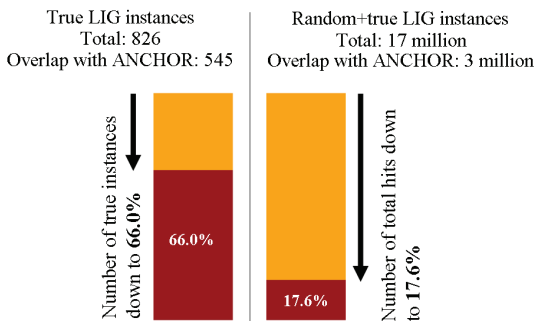 True LIG instances
Total: 826
Overlap with ANCHOR: 545
Random+true LIG instances
Total: 17 million
Overlap with ANCHOR: 3 million
Number of true instances
down to 66.0%
66.0%
17.6%
Number of total hits down
to 17.6%